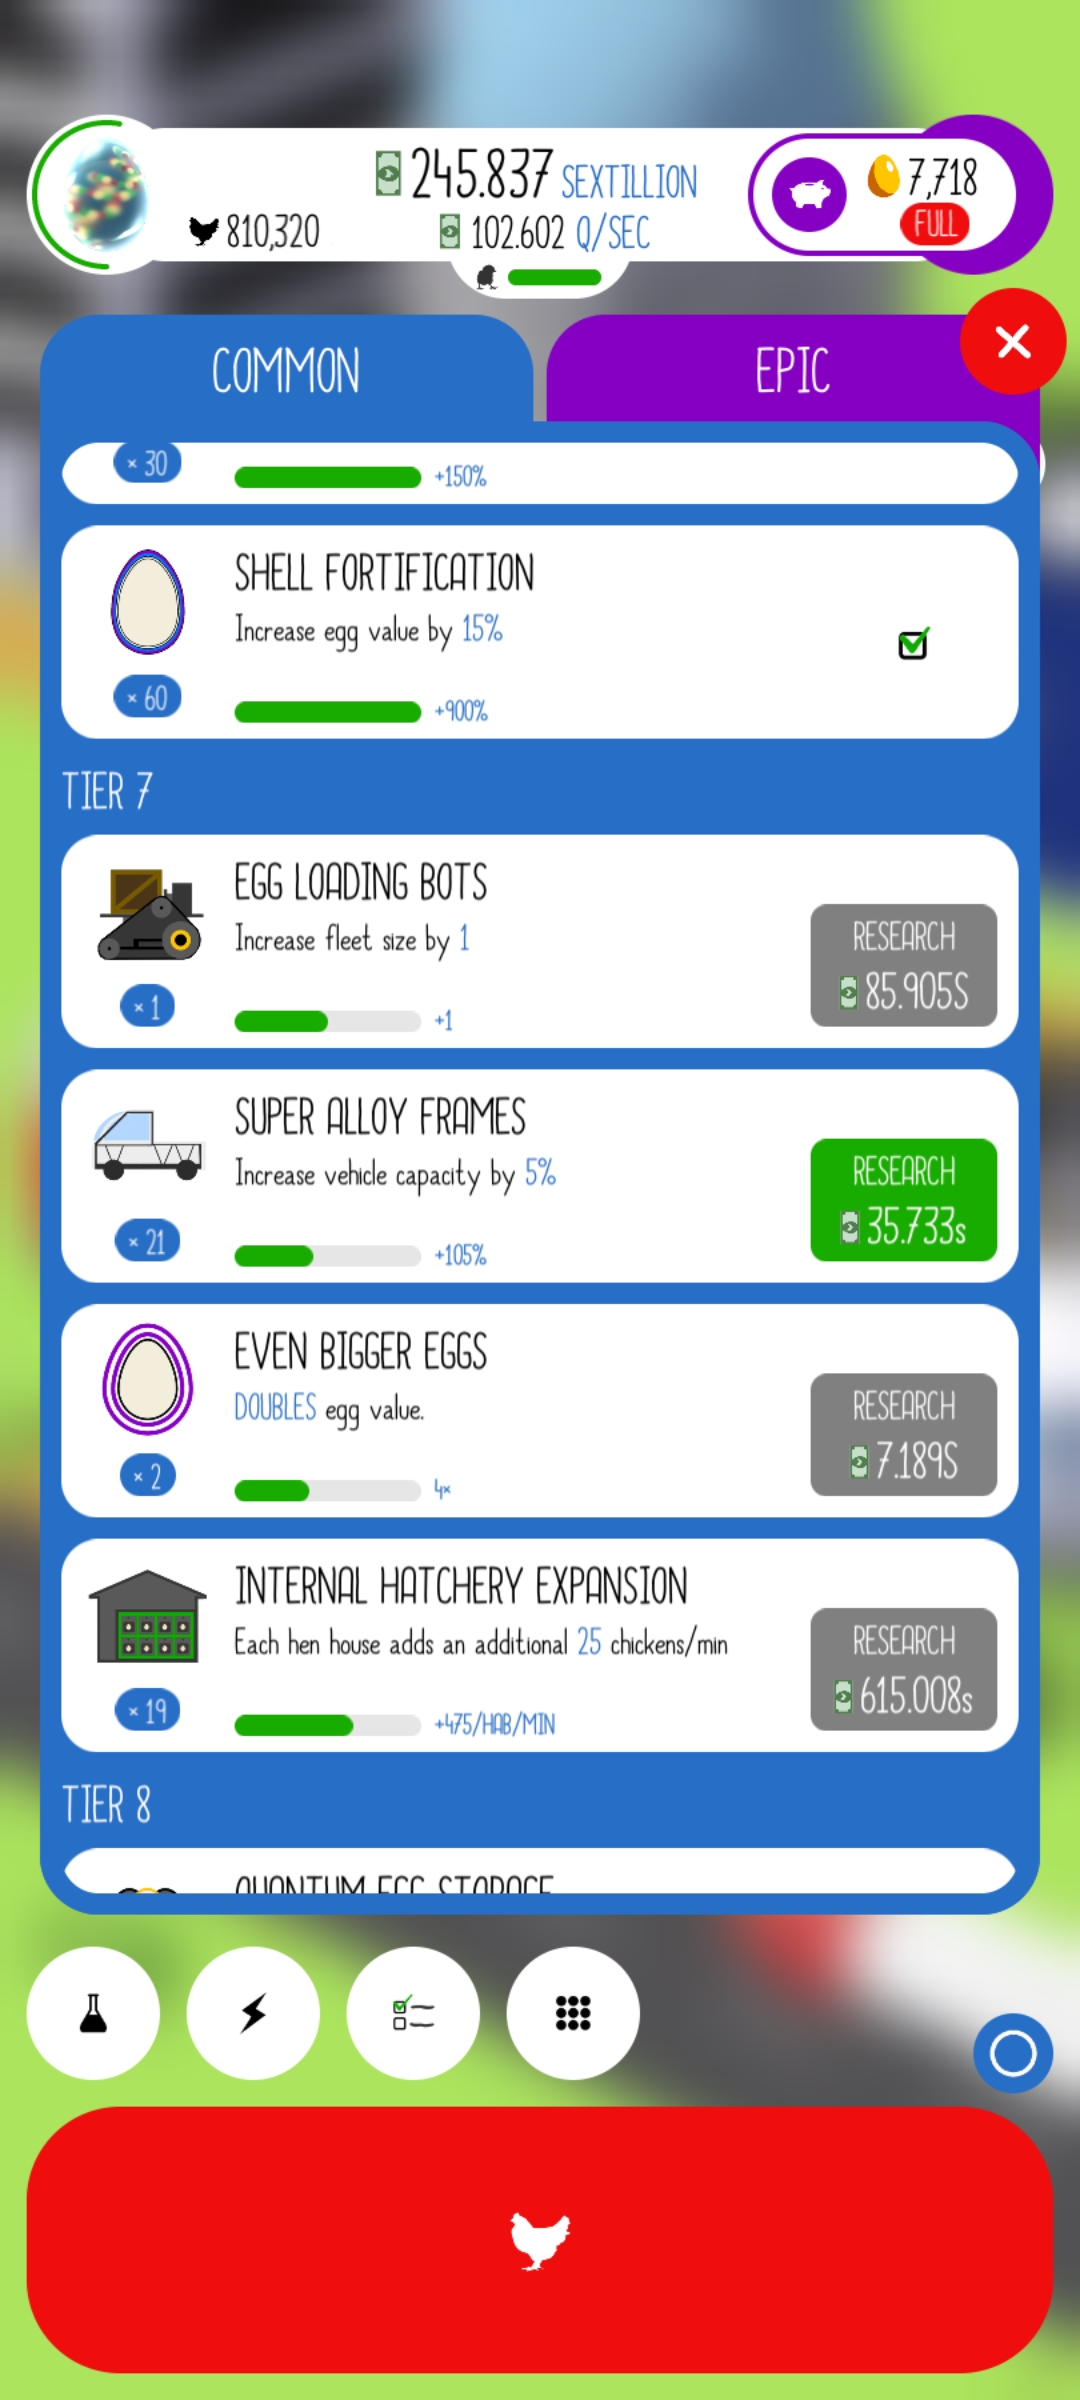 245.837 SEXTILLION
810,320
102.602 Q/SEC
7,718
FULL
COMMON
EPIC
× 30
+150%
SHELL FORTIFICATION
Increase egg value by 15%
× 60
+900%
TIER 7
EGG LOADING BOTS
Increase fleet size by 1
RESEARCH
85.905S
× 1
+1
SUPER ALLOY FRAMES
Increase vehicle capacity by 5%
RESEARCH
35.733s
× 21
+105%
EVEN BIGGER EGGS
DOUBLES egg value.
RESEARCH
7.189S
× 2
4×
INTERNAL HATCHERY EXPANSION
Each hen house adds an additional 25 chickens/min
RESEARCH
615.008s
× 19
+475/HAB/MIN
TIER 8
QUANTUM EGG STORAGE